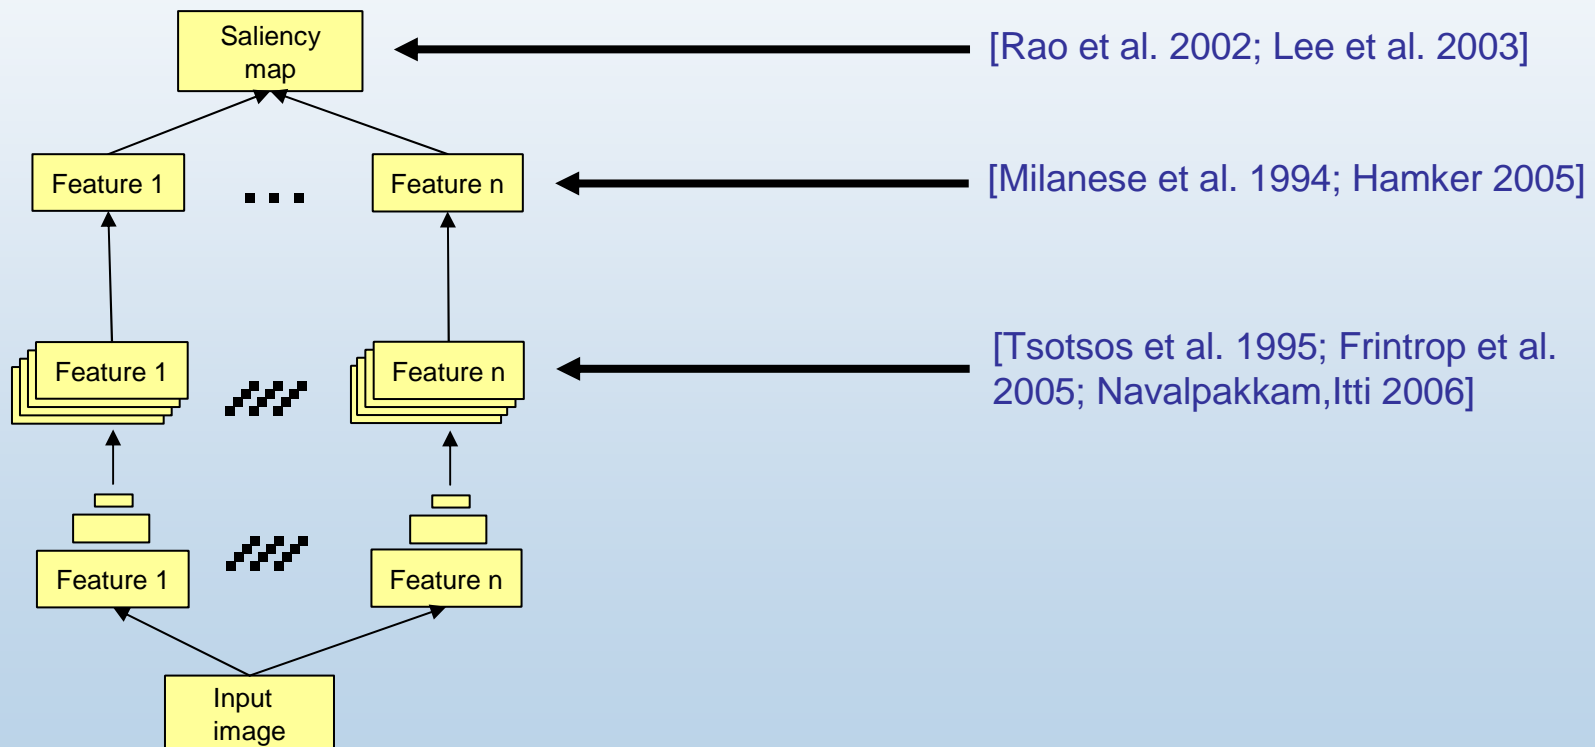 Saliency
map
[Rao et al. 2002; Lee et al. 2003]
Feature 1
Feature n
[Milanese et al. 1994; Hamker 2005]
Feature 1
Feature n
[Tsotsos et al. 1995; Frintrop et al.
2005; Navalpakkam,Itti 2006]
Feature 1
Feature n
Input
image